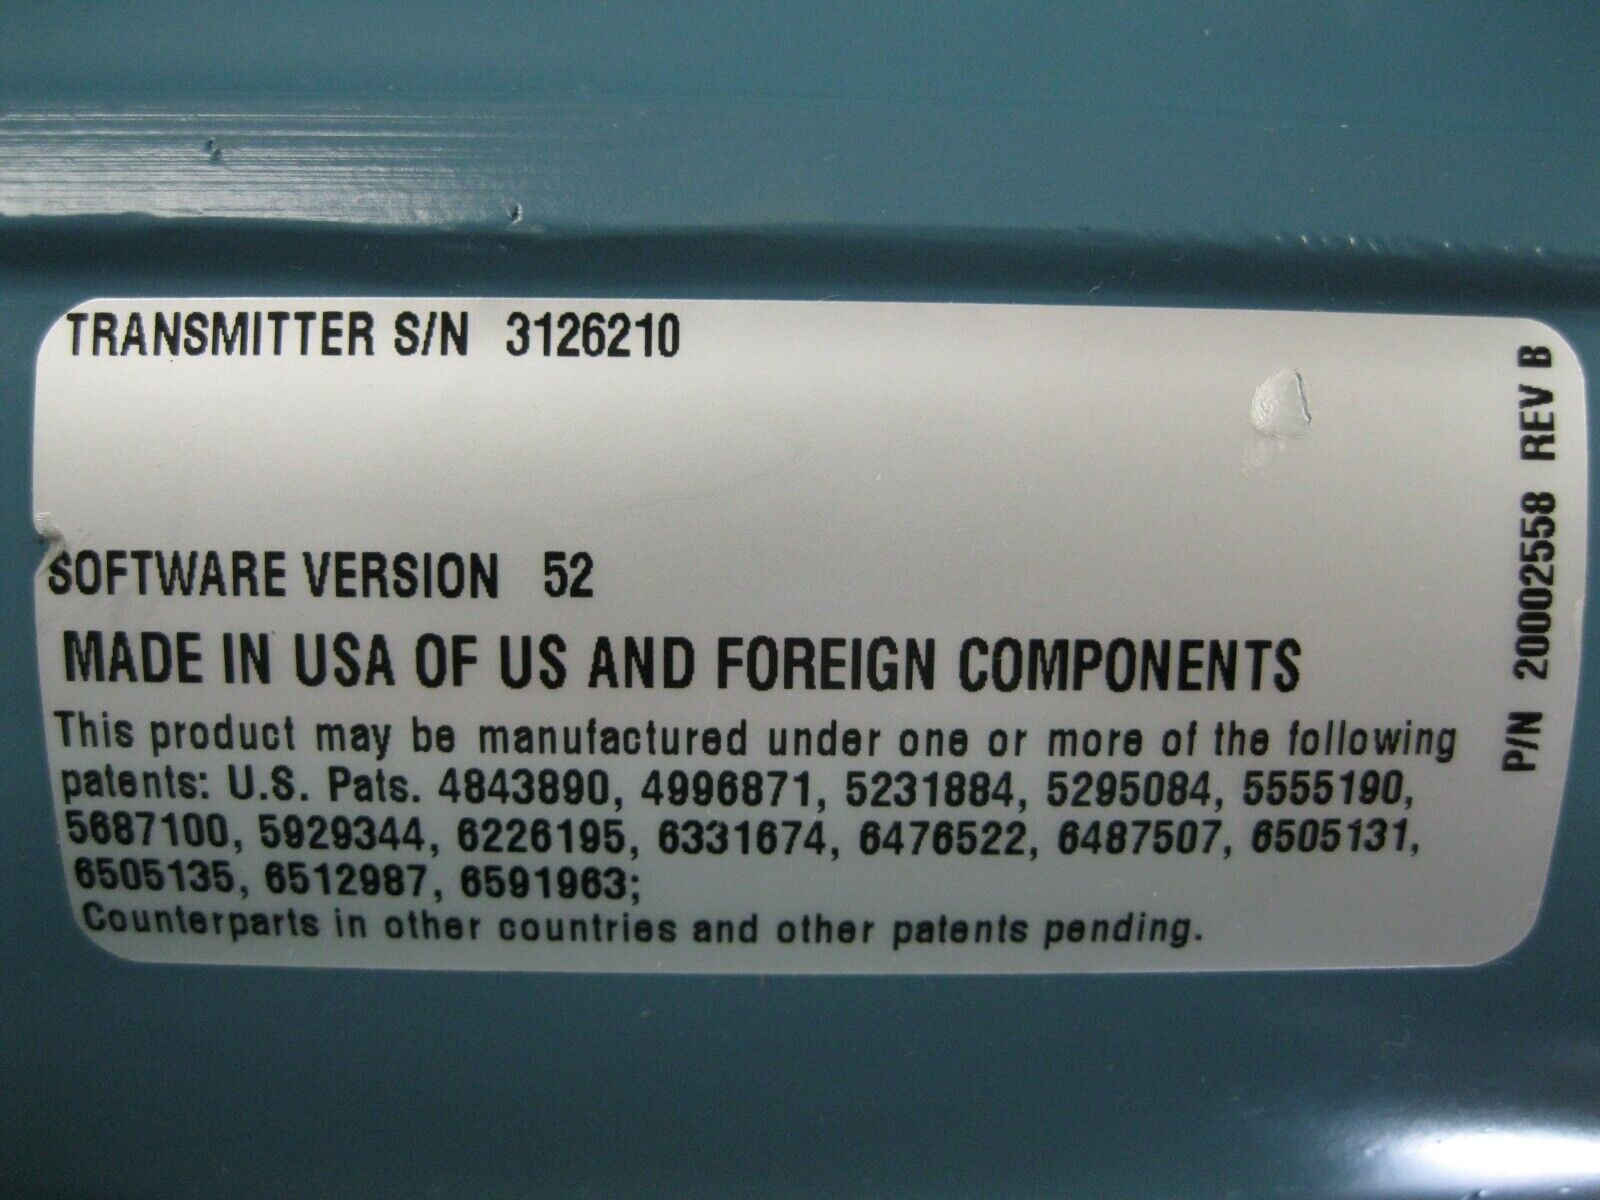 TRANSMITTER S/N 3126210
SOFTWARE VERSION 52
MADE IN USA OF US AND FOREIGN COMPONENTS
This product may be manufactured under one or more of the following
patents: U.S. Pats. 4843890, 4996871, 5231884, 5295084, 5555190,
5687100, 5929344, 6226195, 6331674, 6476522, 6487507, 6505131,
6505135, 6512987, 6591963;
Counterparts in other countries and other patents pending.
P/N 20002558 REV B